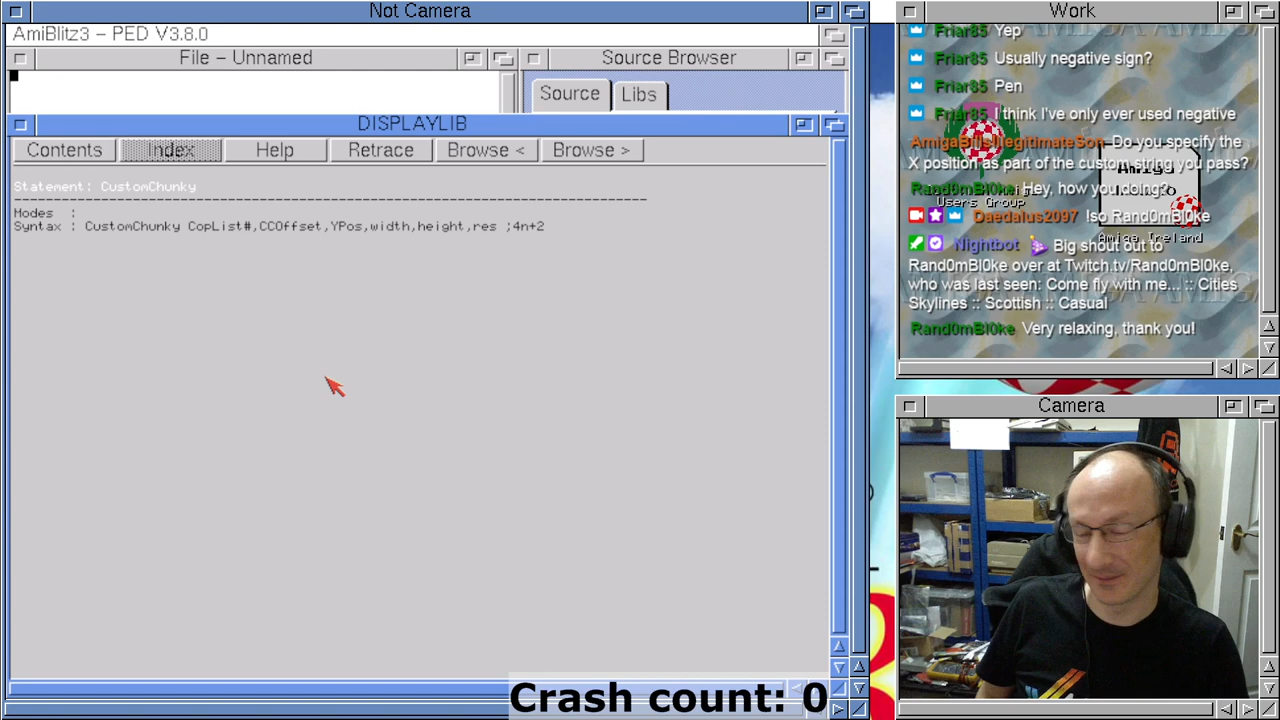 Not Camera
AmiBlitz3 – PED V3.8.0
File – Unnamed
Source Browser
Source
Libs
DISPLAYLIB
Contents
Index
Help
Retrace
Browse <
Browse >
Statement: CustomChunky
Modes :
Syntax : CustomChunky CopList#,CCOffset,YPos,width,height,res ;4n+2
Crash count: 0
Work
Friar85 Yep
Friar85 Usually negative sign?
Friar85 Pen
Friar85 I think I've only ever used negative
AmigaBillsIllegitimateSon Do you specify the
X position as part of the custom string you pass?
Rand0mBl0ke Hey, how you doing?
Users Group
Daedalus2097 !so Rand0mBl0ke
Amiga Ireland
Nightbot Big shout out to
Rand0mBl0ke over at Twitch.tv/Rand0mBl0ke,
who was last seen: Come fly with me... :: Cities
Skylines :: Scottish :: Casual
Rand0mBl0ke Very relaxing, thank you!
Camera